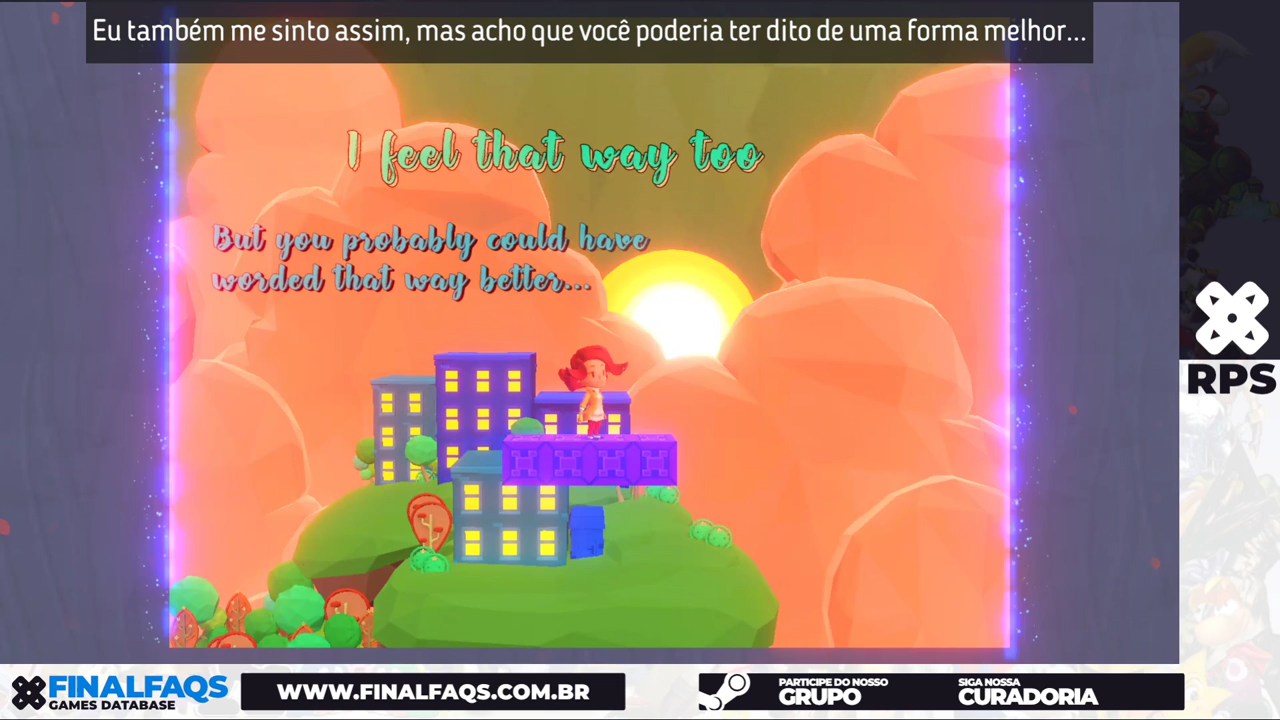 Eu também me sinto assim, mas acho que você poderia ter dito de uma forma melhor...
I feel that way too
But you probably could have
worded that way better...
RPS
FINALFAQS
GAMES DATABASE
WWW.FINALFAQS.COM.BR
PARTICIPE DO NOSSO
GRUPO
SIGA NOSSA
CURADORIA